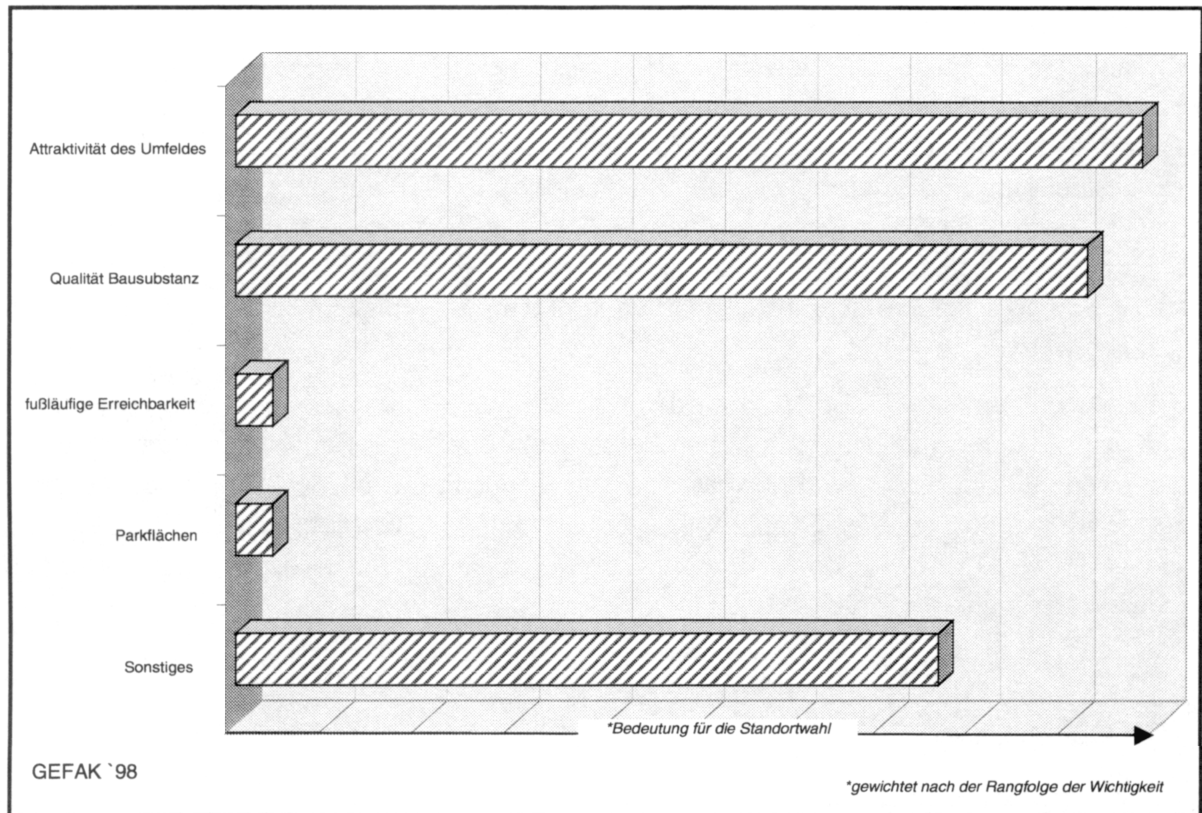 Attraktivität des Umfeldes
Qualität Bausubstanz
fußläufige Erreichbarkeit
Parkflächen
Sonstiges
*Bedeutung für die Standortwahl
GEFAK `98
*gewichtet nach der Rangfolge der Wichtigkeit